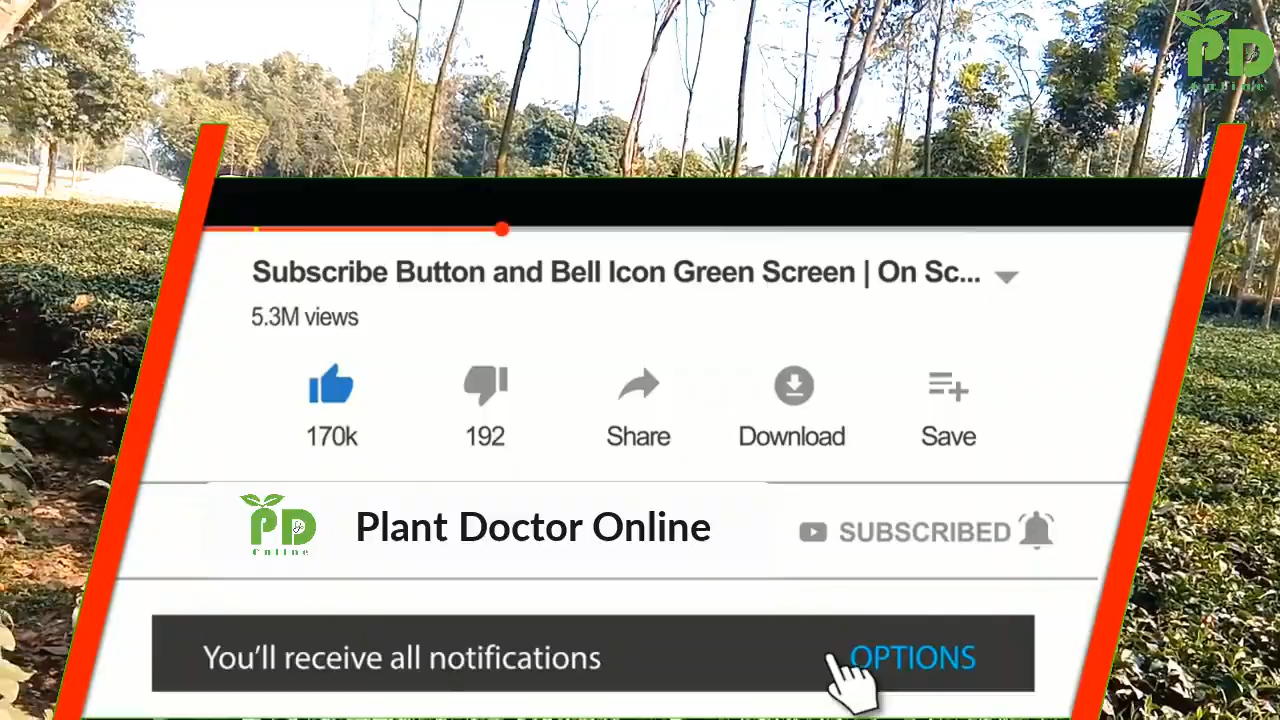 PD
Online
Subscribe Button and Bell Icon Green Screen | On Sc...
5.3M views
170k
192
Share
Download
Save
PD
Online
Plant Doctor Online
SUBSCRIBED
You'll receive all notifications
OPTIONS